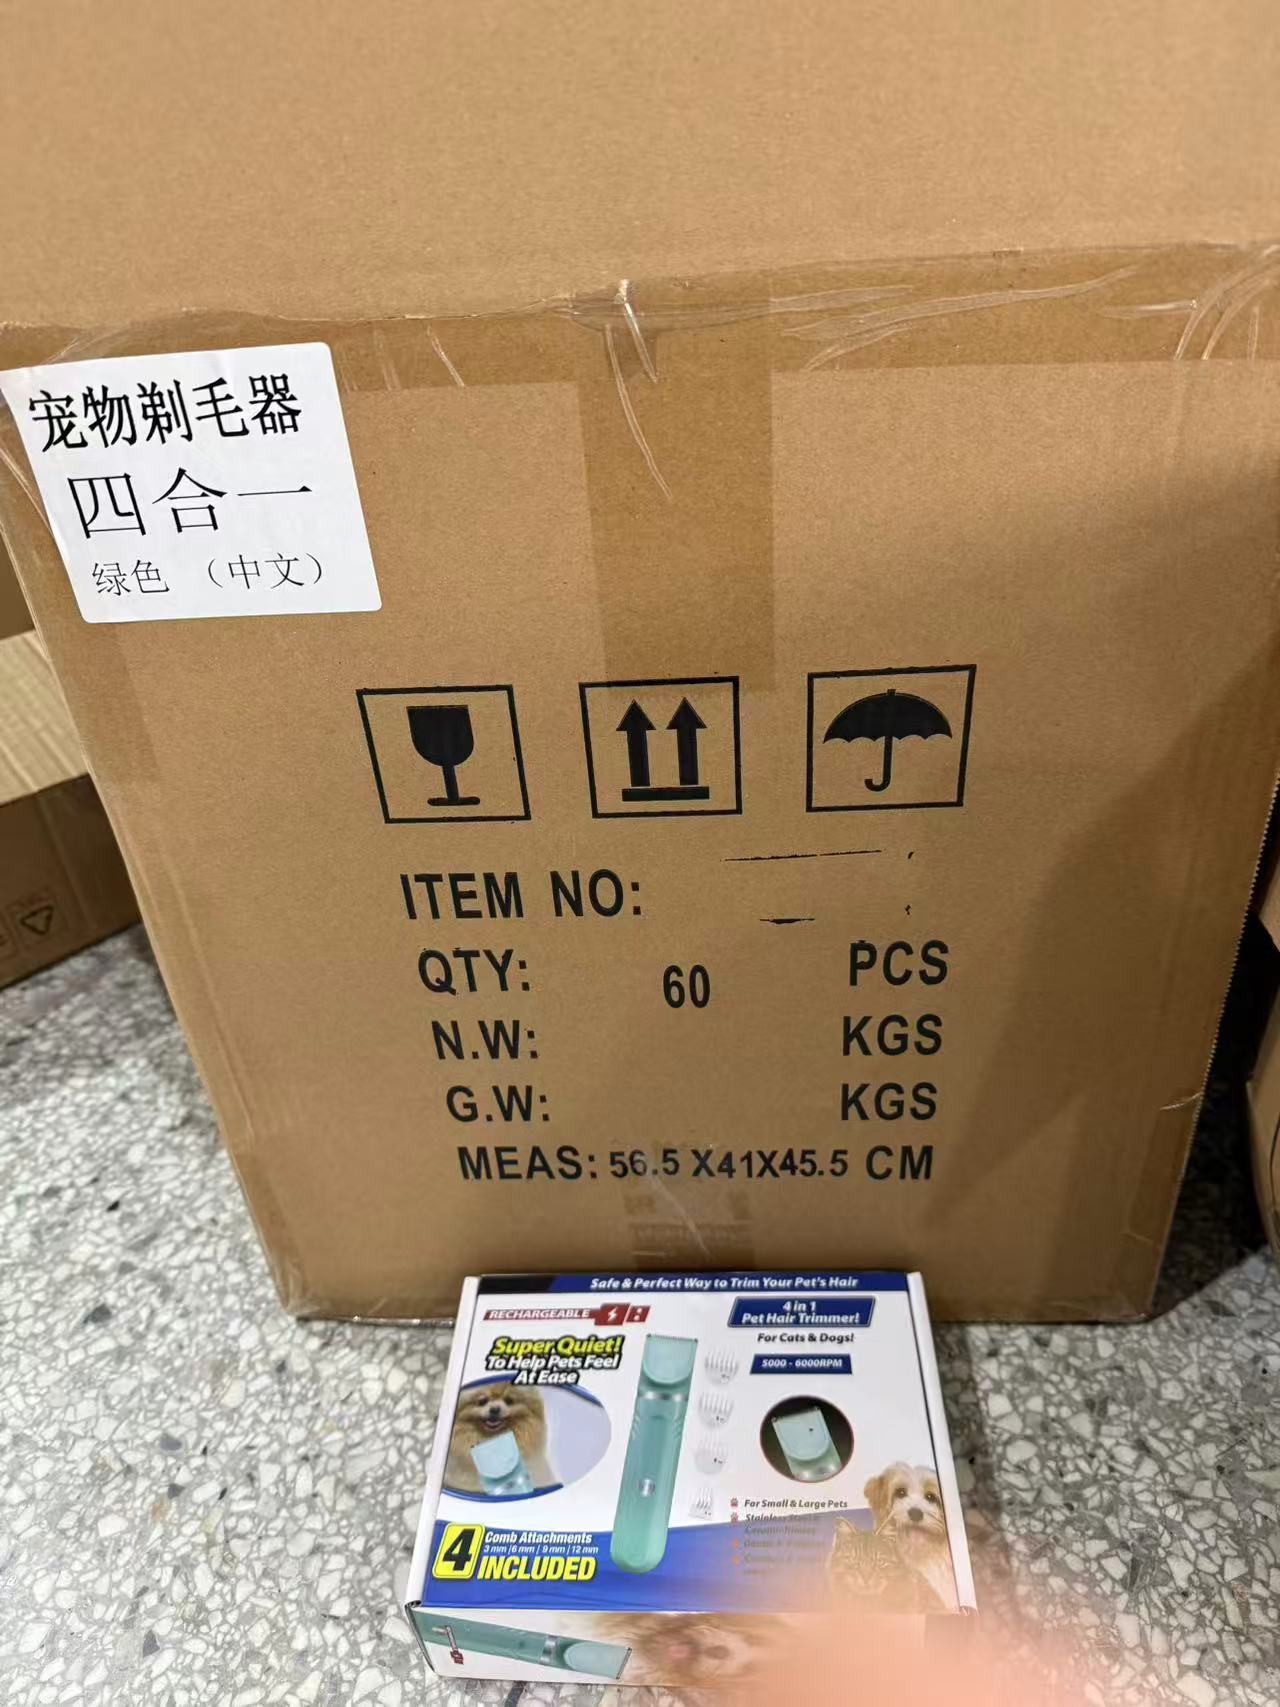 宠物剃毛器
四合一
绿色 （中文）
ITEM NO:
QTY: 60 PCS
N.W: KGS
G.W: KGS
MEAS: 56.5 X41X45.5 CM
Safe & Perfect Way to Trim Your Pet's Hair
RECHARGEABLE
4 in 1
Pet Hair Trimmer!
For Cats & Dogs!
5000 - 6000RPM
Super Quiet!
To Help Pets Feel
At Ease
For Small & Large Pets
Stainless
4 Comb Attachments
3 mm / 6 mm / 9 mm / 12 mm
INCLUDED